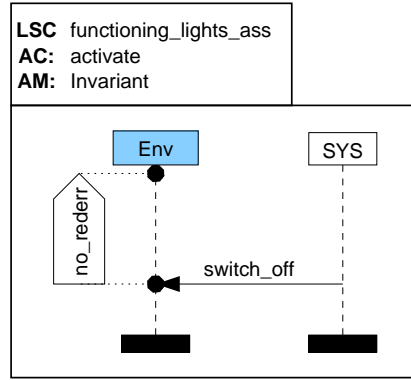 LSC functioning_lights_ass
AC: activate
AM: Invariant
Env
SYS
no_rederr
switch_off